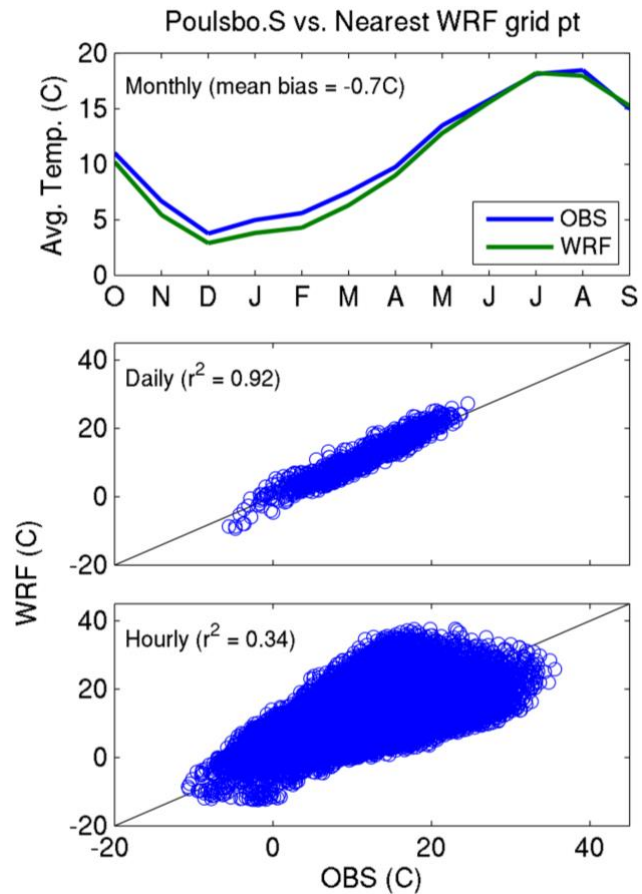 Poulsbo.S vs. Nearest WRF grid pt
Avg. Temp. (C)
20
15
10
5
0
Monthly (mean bias = -0.7C)
OBS
WRF
O N D J F M A M J J A S
WRF (C)
40
20
0
-20
Daily (r² = 0.92)
40
20
0
-20
Hourly (r² = 0.34)
-20 0 20 40
OBS (C)